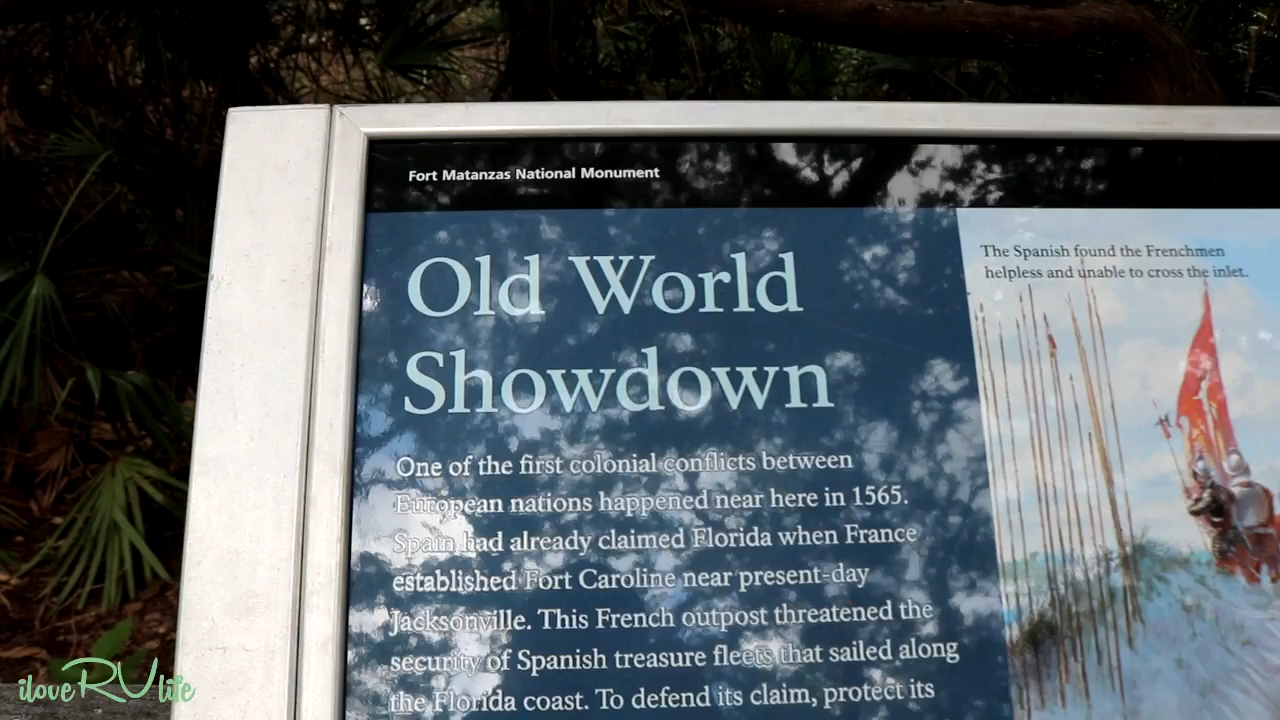 Fort Matanzas National Monument
Old World
Showdown
One of the first colonial conflicts between
European nations happened near here in 1565.
Spain had already claimed Florida when France
established Fort Caroline near present-day
Jacksonville. This French outpost threatened the
security of Spanish treasure fleets that sailed along
the Florida coast. To defend its claim, protect its
The Spanish found the Frenchmen
helpless and unable to cross the inlet.
iloveRVlife